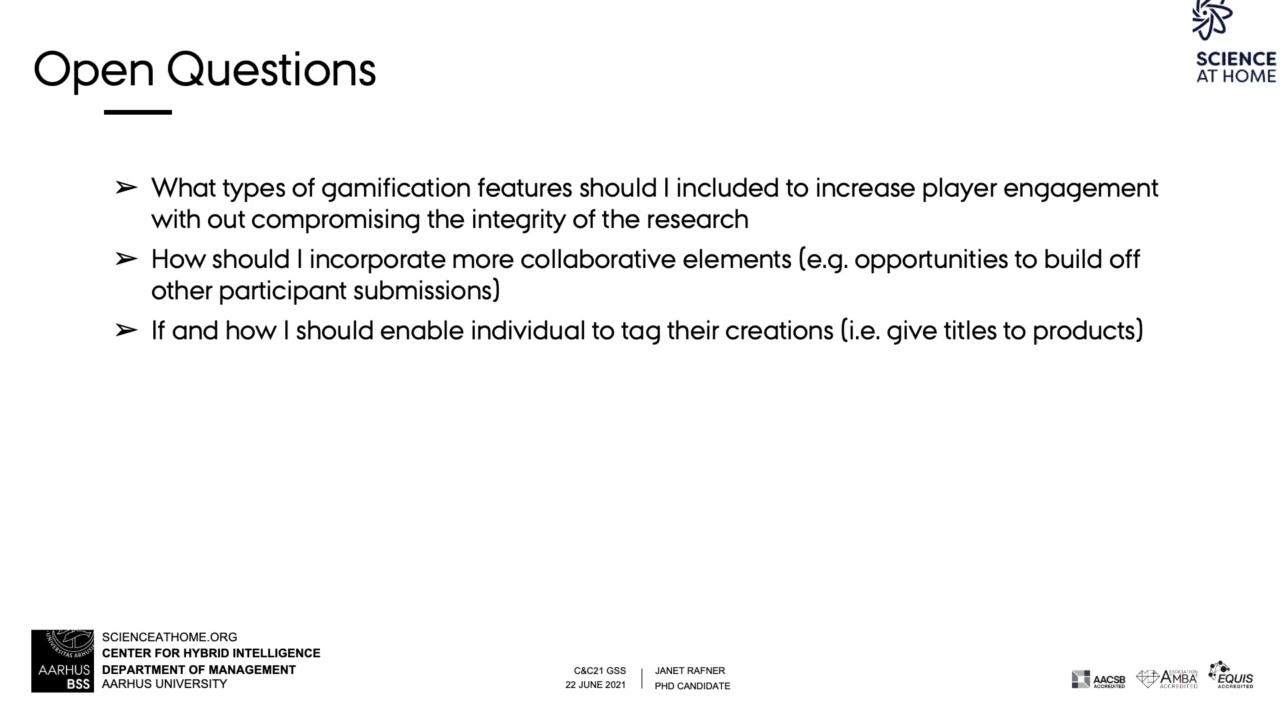 SCIENCE
AT HOME
Open Questions
➢ What types of gamification features should I included to increase player engagement
with out compromising the integrity of the research
➢ How should I incorporate more collaborative elements (e.g. opportunities to build off
other participant submissions)
➢ If and how I should enable individual to tag their creations (i.e. give titles to products)
AARHUS
BSS
SCIENCEATHOME.ORG
CENTER FOR HYBRID INTELLIGENCE
DEPARTMENT OF MANAGEMENT
AARHUS UNIVERSITY
C&C21 GSS
22 JUNE 2021
JANET RAFNER
PHD CANDIDATE
AACSB
ACCREDITED
ASSOCIATION
AMBA
ACCREDITED
EQUIS
ACCREDITED